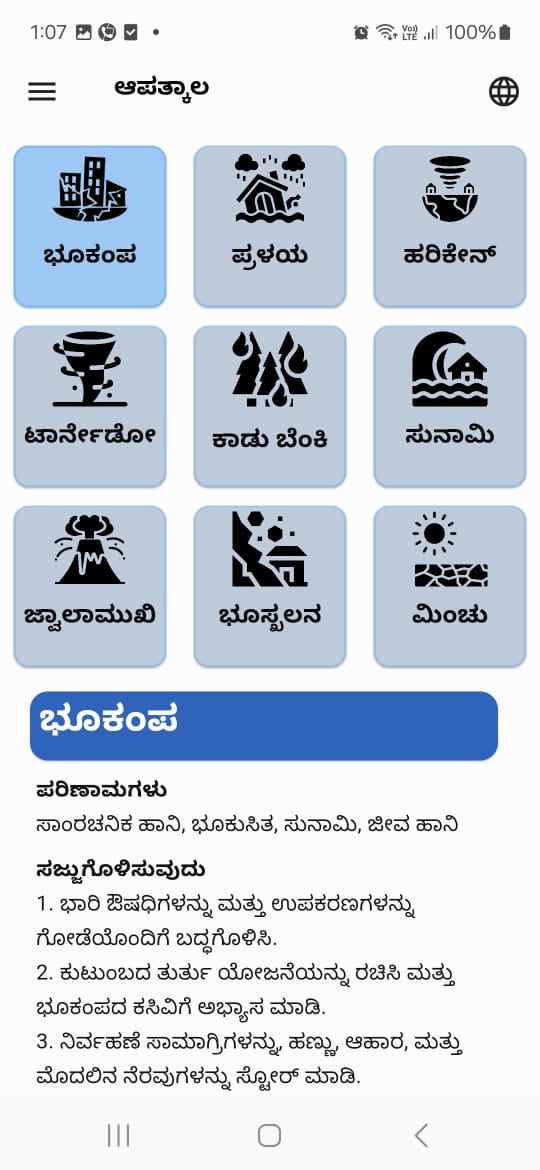 1:07
Vo)) LTE 100%
ಆಪತ್ಕಾಲ
ಭೂಕಂಪ
ಪ್ರಳಯ
ಹರಿಕೇನ್
ಟಾರ್ನೇಡೋ
ಕಾಡು ಬೆಂಕಿ
ಸುನಾಮಿ
ಜ್ವಾಲಾಮುಖಿ
ಭೂಸ್ಖಲನ
ಮಿಂಚು
ಭೂಕಂಪ
ಪರಿಣಾಮಗಳು
ಸಾಂರಚನಿಕ ಹಾನಿ, ಭೂಕುಸಿತ, ಸುನಾಮಿ, ಜೀವ ಹಾನಿ
ಸಜ್ಜುಗೊಳಿಸುವುದು
1. ಭಾರಿ ಔಷಧಿಗಳನ್ನು ಮತ್ತು ಉಪಕರಣಗಳನ್ನು
ಗೋಡೆಯೊಂದಿಗೆ ಬದ್ಧಗೊಳಿಸಿ.
2. ಕುಟುಂಬದ ತುರ್ತು ಯೋಜನೆಯನ್ನು ರಚಿಸಿ ಮತ್ತು
ಭೂಕಂಪದ ಕಸಿವಿಗೆ ಅಭ್ಯಾಸ ಮಾಡಿ.
3. ನಿರ್ವಹಣೆ ಸಾಮಾಗ್ರಿಗಳನ್ನು, ಹಣ್ಣು, ಆಹಾರ, ಮತ್ತು
ಮೊದಲಿನ ನೆರವುಗಳನ್ನು ಸ್ಟೋರ್ ಮಾಡಿ.